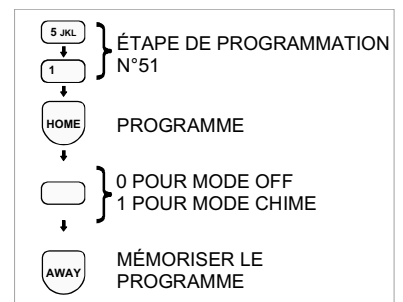 5 JKL
1
ÉTAPE DE PROGRAMMATION
N°51
HOME
PROGRAMME
0 POUR MODE OFF
1 POUR MODE CHIME
AWAY
MÉMORISER LE
PROGRAMME